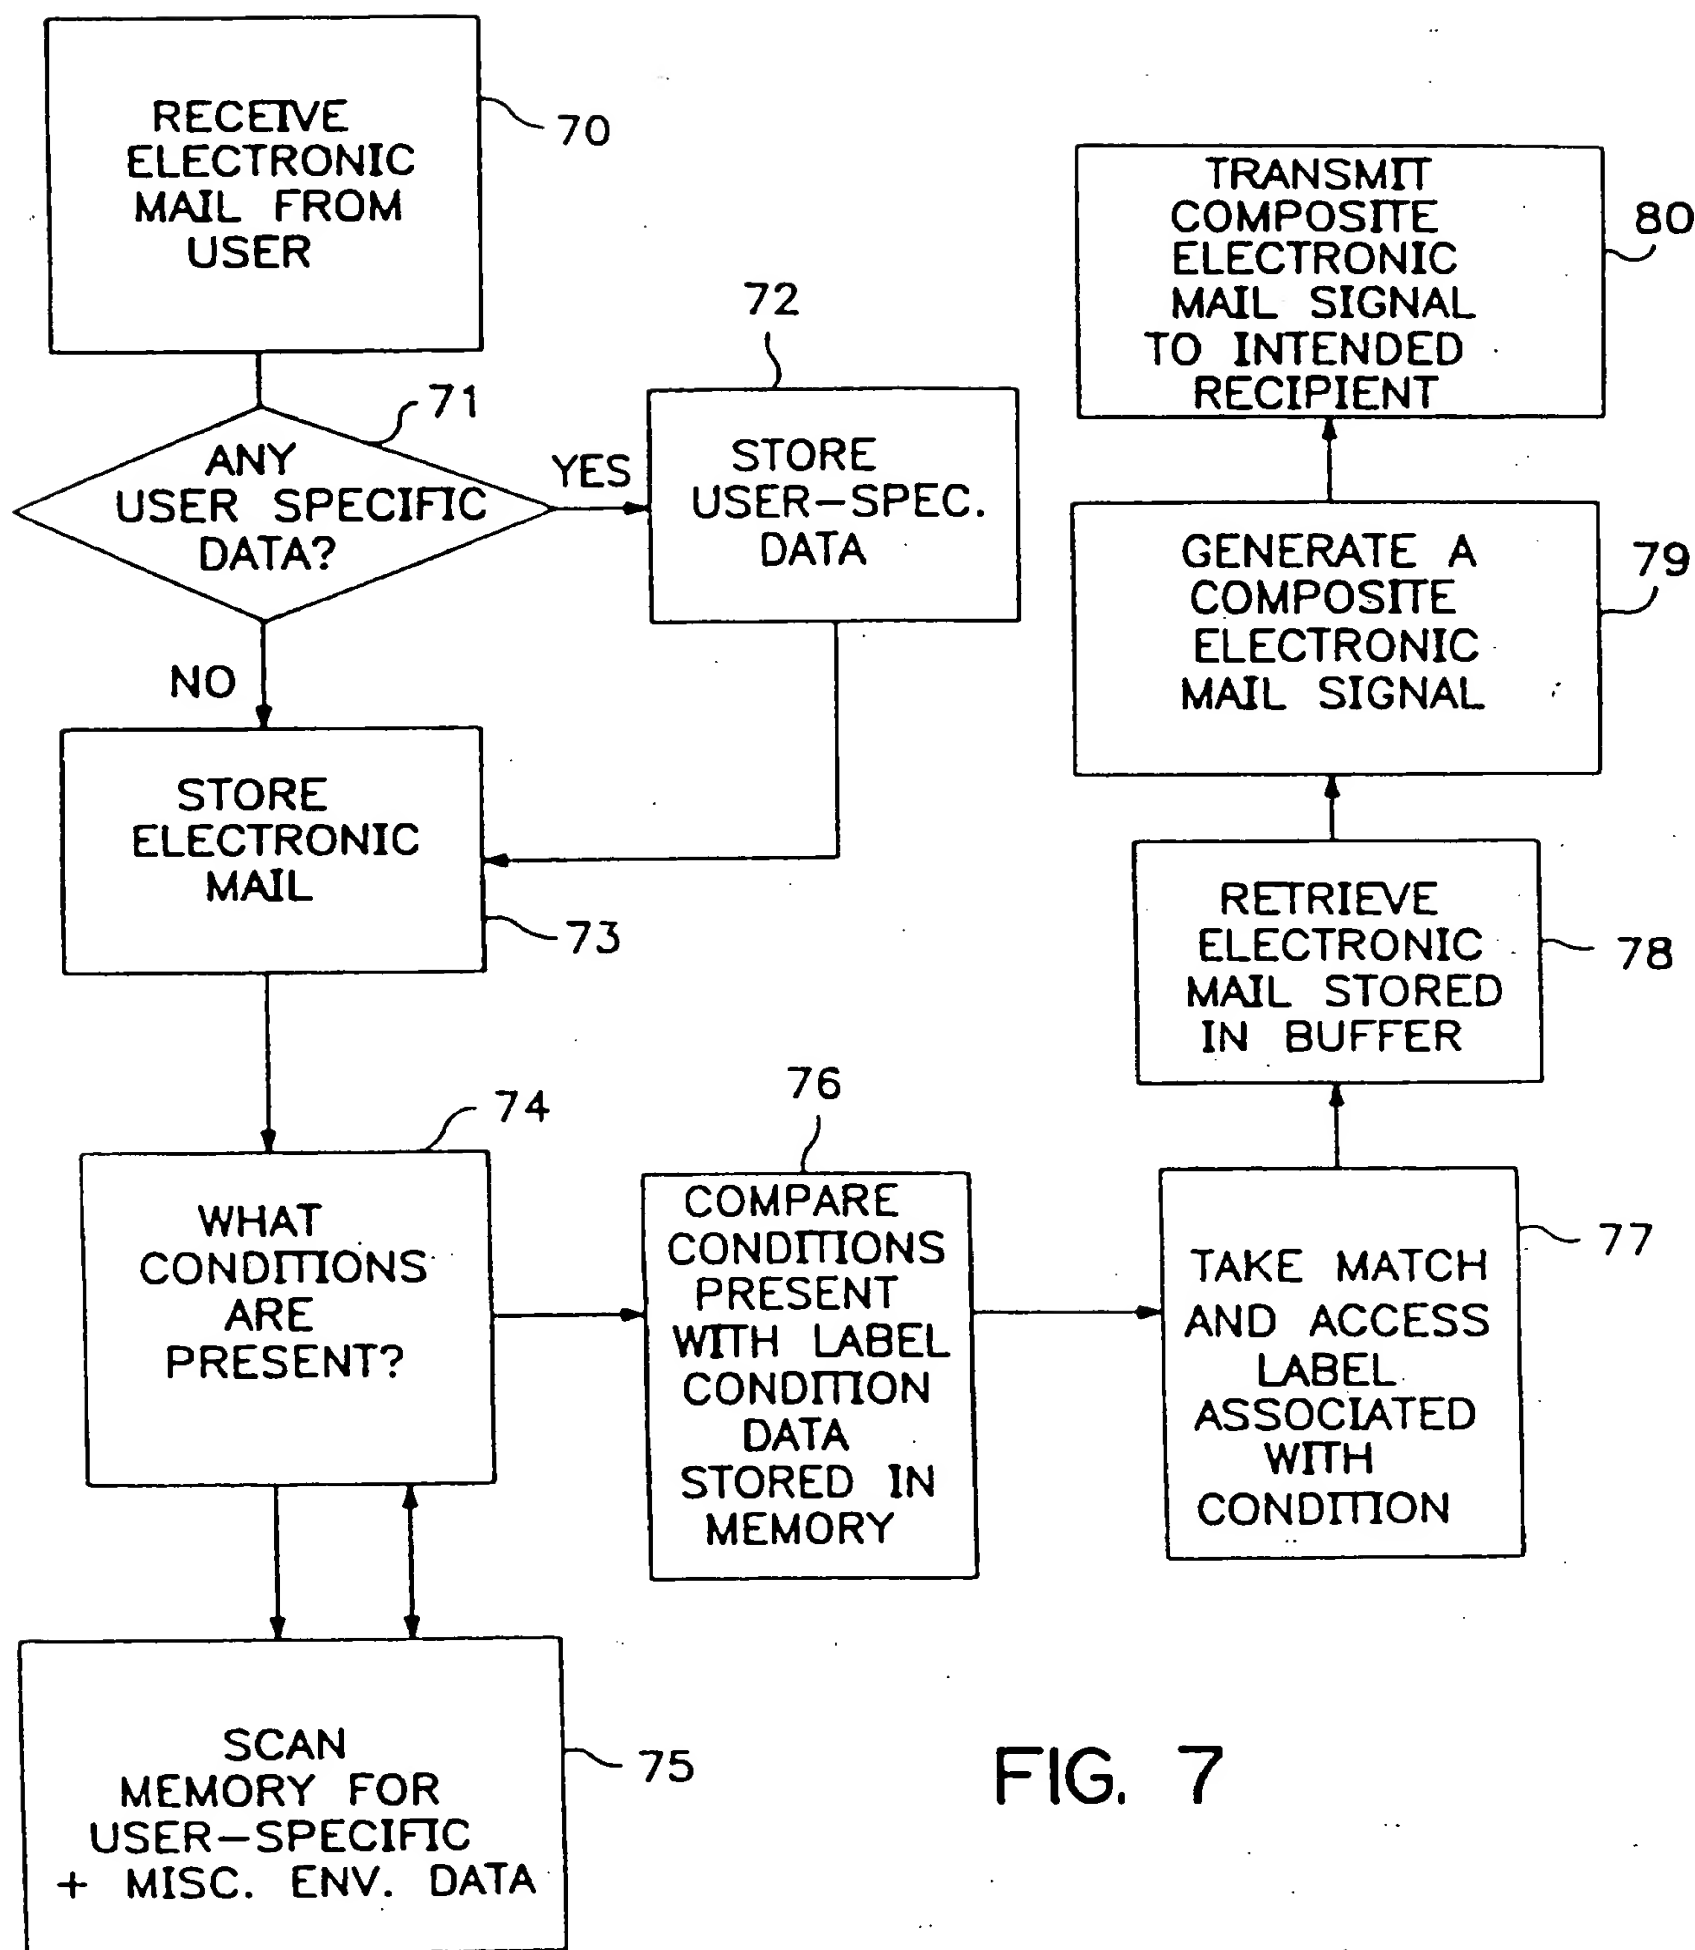 RECEIVE
ELECTRONIC
MAIL FROM
USER
70
71
ANY
USER SPECIFIC
DATA?
YES
NO
72
STORE
USER-SPEC.
DATA
STORE
ELECTRONIC
MAIL
73
74
WHAT
CONDITIONS
ARE
PRESENT?
SCAN
MEMORY FOR
USER-SPECIFIC
+ MISC. ENV. DATA
75
76
COMPARE
CONDITIONS
PRESENT
WITH LABEL
CONDITION
DATA
STORED IN
MEMORY
TAKE MATCH
AND ACCESS
LABEL
ASSOCIATED
WITH
CONDITION
77
RETRIEVE
ELECTRONIC
MAIL STORED
IN BUFFER
78
GENERATE A
COMPOSITE
ELECTRONIC
MAIL SIGNAL
79
TRANSMIT
COMPOSITE
ELECTRONIC
MAIL SIGNAL
TO INTENDED
RECIPIENT
80
FIG. 7